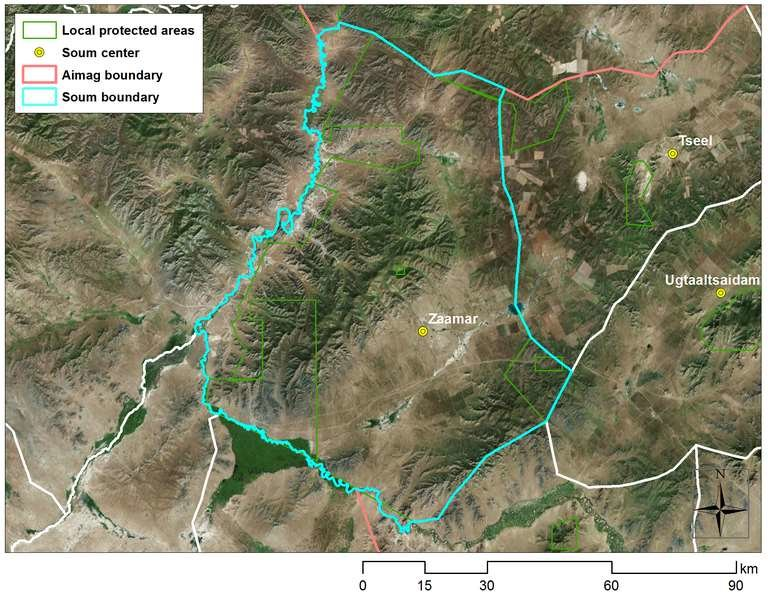 Local protected areas
Soum center
Aimag boundary
Soum boundary
Tseel
Ugtaaltsaidam
Zaamar
N
km
0 15 30 60 90